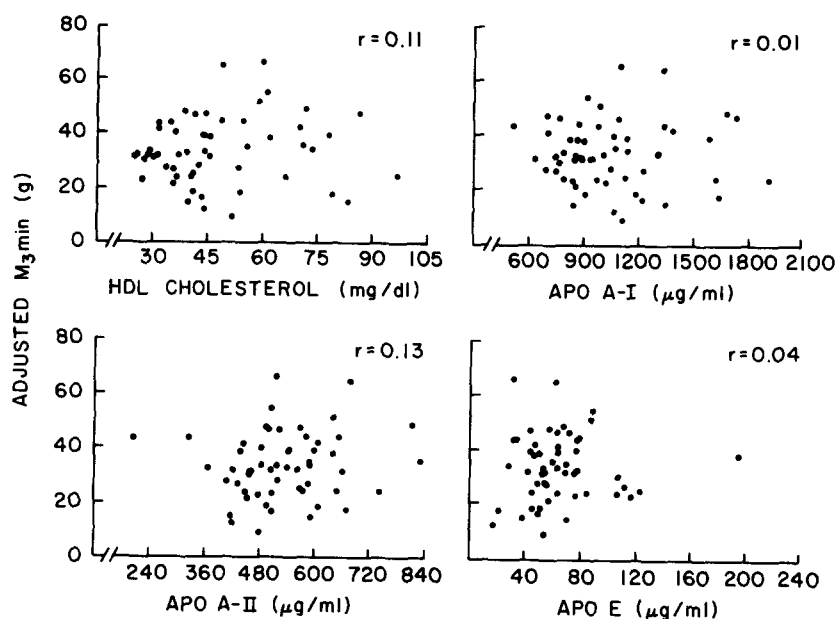 ADJUSTED M3min (g)
r=0.11
80
60
40
20
0
30 45 60 75 90 105
HDL CHOLESTEROL (mg/dl)
r=0.01
600 900 1200 1500 1800 2100
APO A-I (μg/ml)
r=0.13
80
60
40
20
0
240 360 480 600 720 840
APO A-II (μg/ml)
r=0.04
40 80 120 160 200 240
APO E (μg/ml)